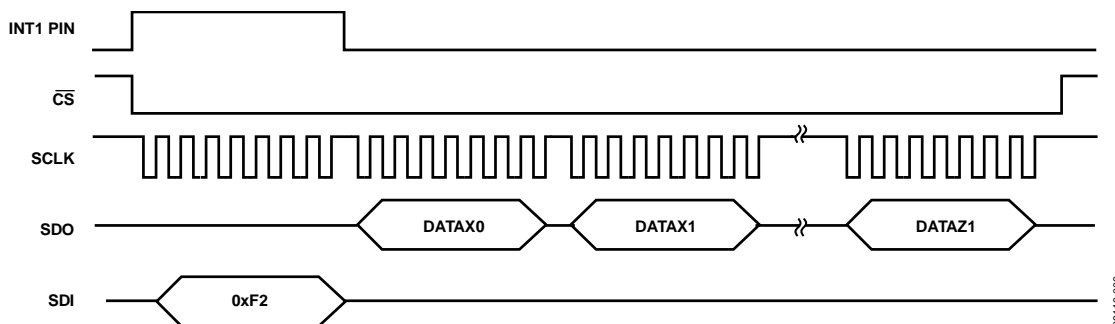 INT1 PIN
CS
SCLK
SDO
DATAX0
DATAX1
DATAZ1
SDI
0xF2